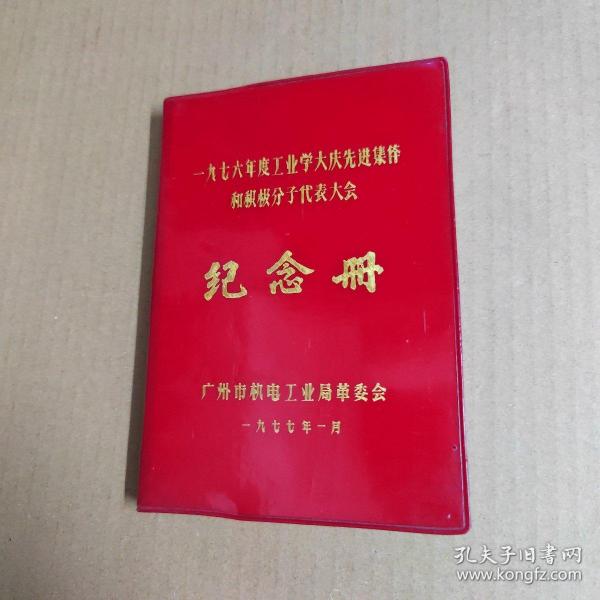 一九七六年度工业学大庆先进集体
和积极分子代表大会
纪念册
广州市机电工业局革委会
一九七七年一月
孔夫子旧书网
www.kongfz.com